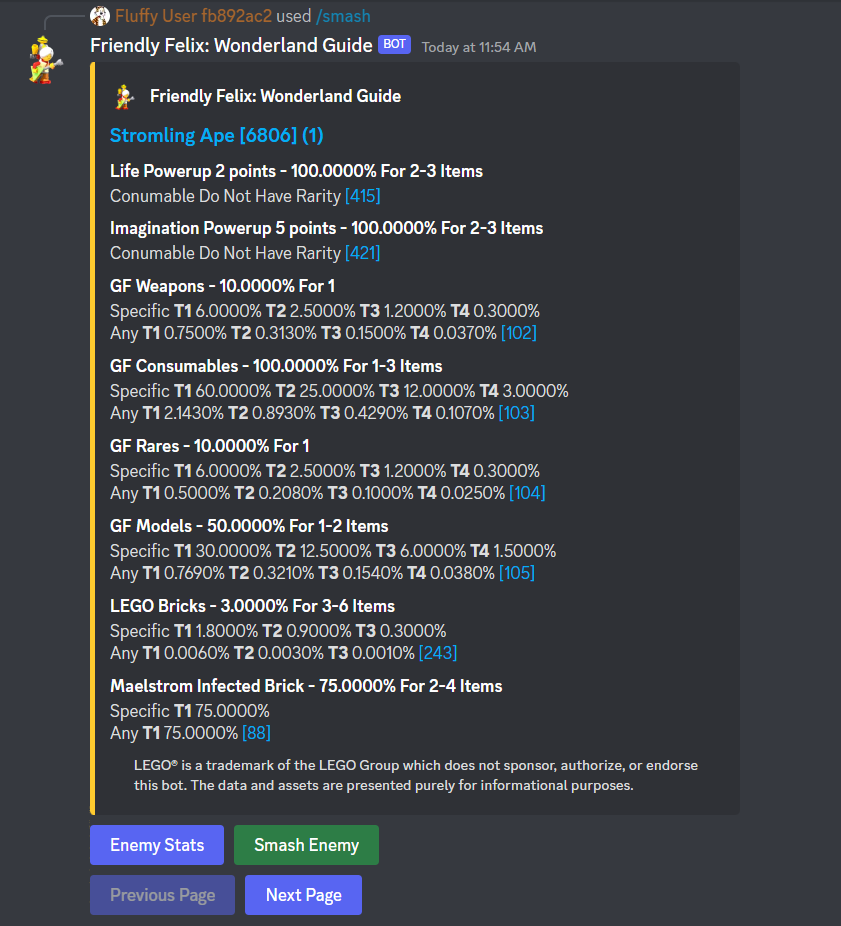 Fluffy User fb892ac2 used /smash
Friendly Felix: Wonderland Guide BOT Today at 11:54 AM
Friendly Felix: Wonderland Guide
Stromling Ape [6806] (1)
Life Powerup 2 points - 100.0000% For 2-3 Items
Conumable Do Not Have Rarity [415]
Imagination Powerup 5 points - 100.0000% For 2-3 Items
Conumable Do Not Have Rarity [421]
GF Weapons - 10.0000% For 1
Specific T1 6.0000% T2 2.5000% T3 1.2000% T4 0.3000%
Any T1 0.7500% T2 0.3130% T3 0.1500% T4 0.0370% [102]
GF Consumables - 100.0000% For 1-3 Items
Specific T1 60.0000% T2 25.0000% T3 12.0000% T4 3.0000%
Any T1 2.1430% T2 0.8930% T3 0.4290% T4 0.1070% [103]
GF Rares - 10.0000% For 1
Specific T1 6.0000% T2 2.5000% T3 1.2000% T4 0.3000%
Any T1 0.5000% T2 0.2080% T3 0.1000% T4 0.0250% [104]
GF Models - 50.0000% For 1-2 Items
Specific T1 30.0000% T2 12.5000% T3 6.0000% T4 1.5000%
Any T1 0.7690% T2 0.3210% T3 0.1540% T4 0.0380% [105]
LEGO Bricks - 3.0000% For 3-6 Items
Specific T1 1.8000% T2 0.9000% T3 0.3000%
Any T1 0.0060% T2 0.0030% T3 0.0010% [243]
Maelstrom Infected Brick - 75.0000% For 2-4 Items
Specific T1 75.0000%
Any T1 75.0000% [88]
LEGO® is a trademark of the LEGO Group which does not sponsor, authorize, or endorse
this bot. The data and assets are presented purely for informational purposes.
Enemy Stats Smash Enemy
Previous Page Next Page